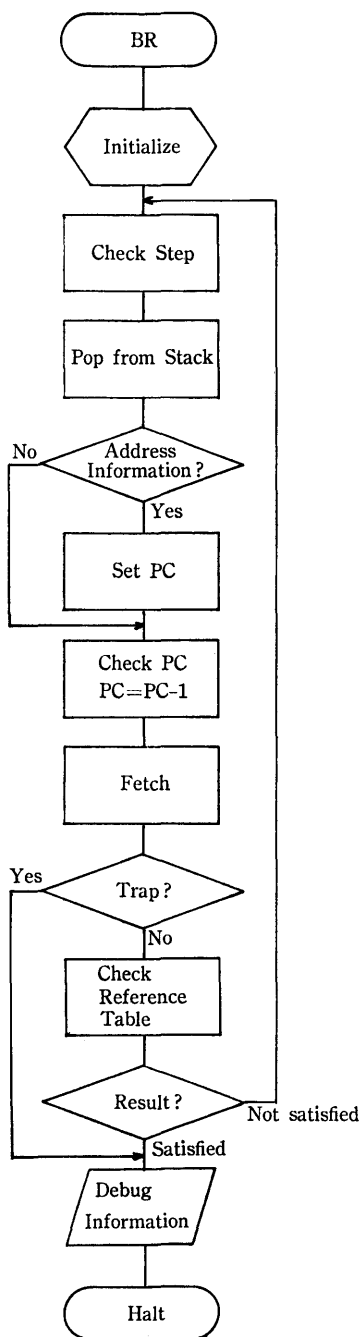 BR
Initialize
Check Step
Pop from Stack
No
Address
Information?
Yes
Set PC
Check PC
PC=PC-1
Fetch
Yes
Trap?
No
Check
Reference
Table
Result?
Not satisfied
Satisfied
Debug
Information
Halt